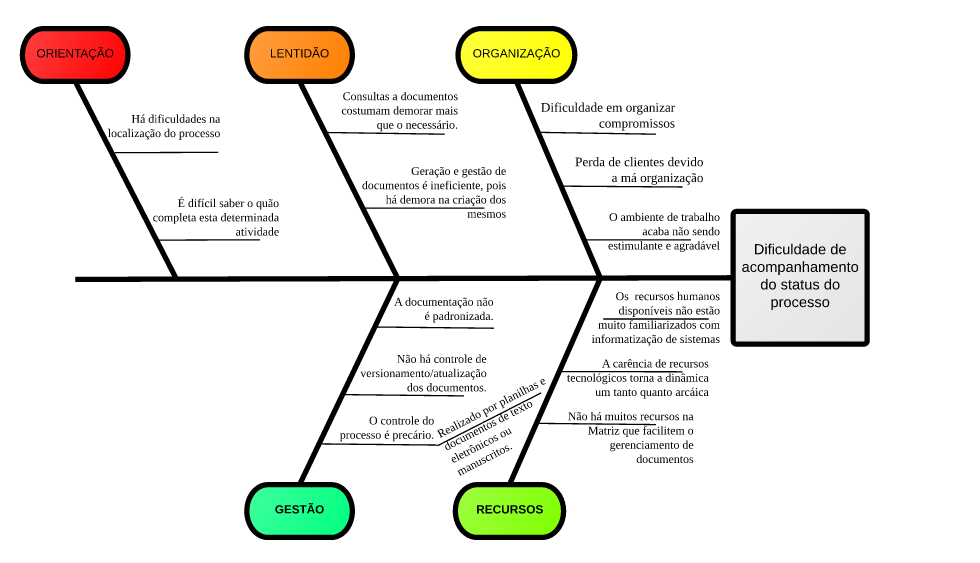 ORIENTAÇÃO
LENTIDÃO
ORGANIZAÇÃO
Há dificuldades na
localização do processo
É difícil saber o quão
completa esta determinada
atividade
Consultas a documentos
costumam demorar mais
que o necessário.
Geração e gestão de
documentos é ineficiente, pois
há demora na criação dos
mesmos
Dificuldade em organizar
compromissos
Perda de clientes devido
a má organização
O ambiente de trabalho
acaba não sendo
estimulante e agradável
Dificuldade de
acompanhamento
do status do
processo
A documentação não
é padronizada.
Não há controle de
versionamento/atualização
dos documentos.
O controle do
processo é precário.
Realizado por planilhas e
documentos de texto
eletrônicos ou
manuscritos.
Os recursos humanos
disponíveis não estão
muito familiarizados com
informatização de sistemas
A carência de recursos
tecnológicos torna a dinâmica
um tanto quanto arcáica
Não há muitos recursos na
Matriz que facilitem o
gerenciamento de
documentos
GESTÃO
RECURSOS